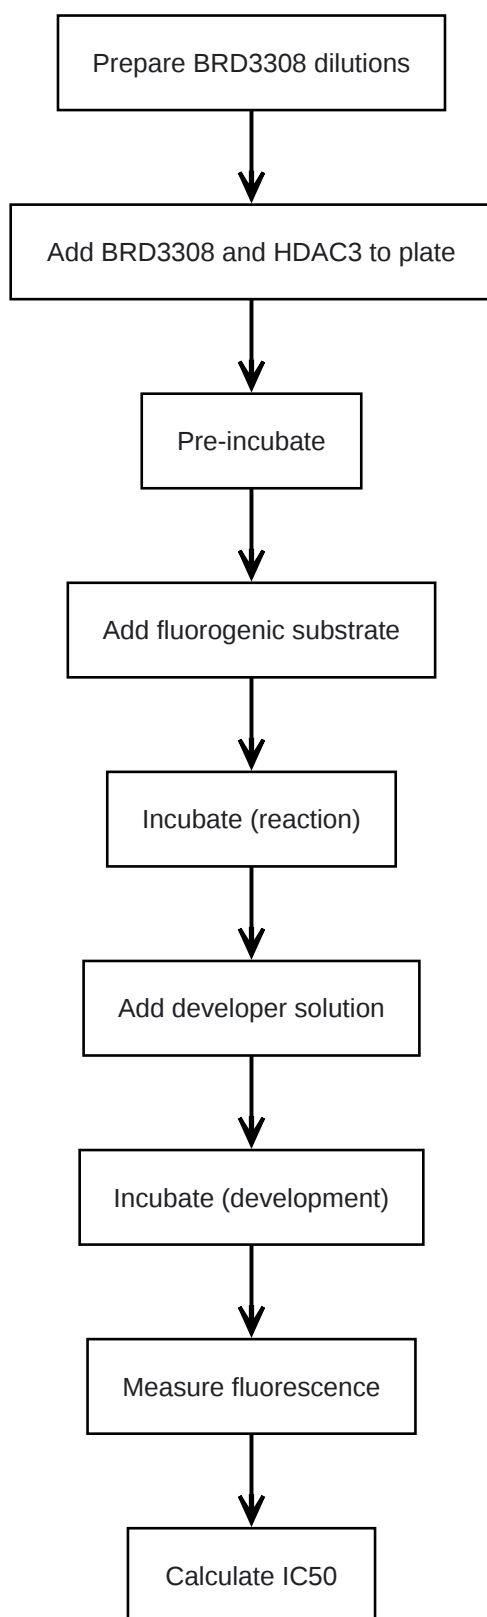 Prepare BRD3308 dilutions
Add BRD3308 and HDAC3 to plate
Pre-incubate
Add fluorogenic substrate
Incubate (reaction)
Add developer solution
Incubate (development)
Measure fluorescence
Calculate IC50